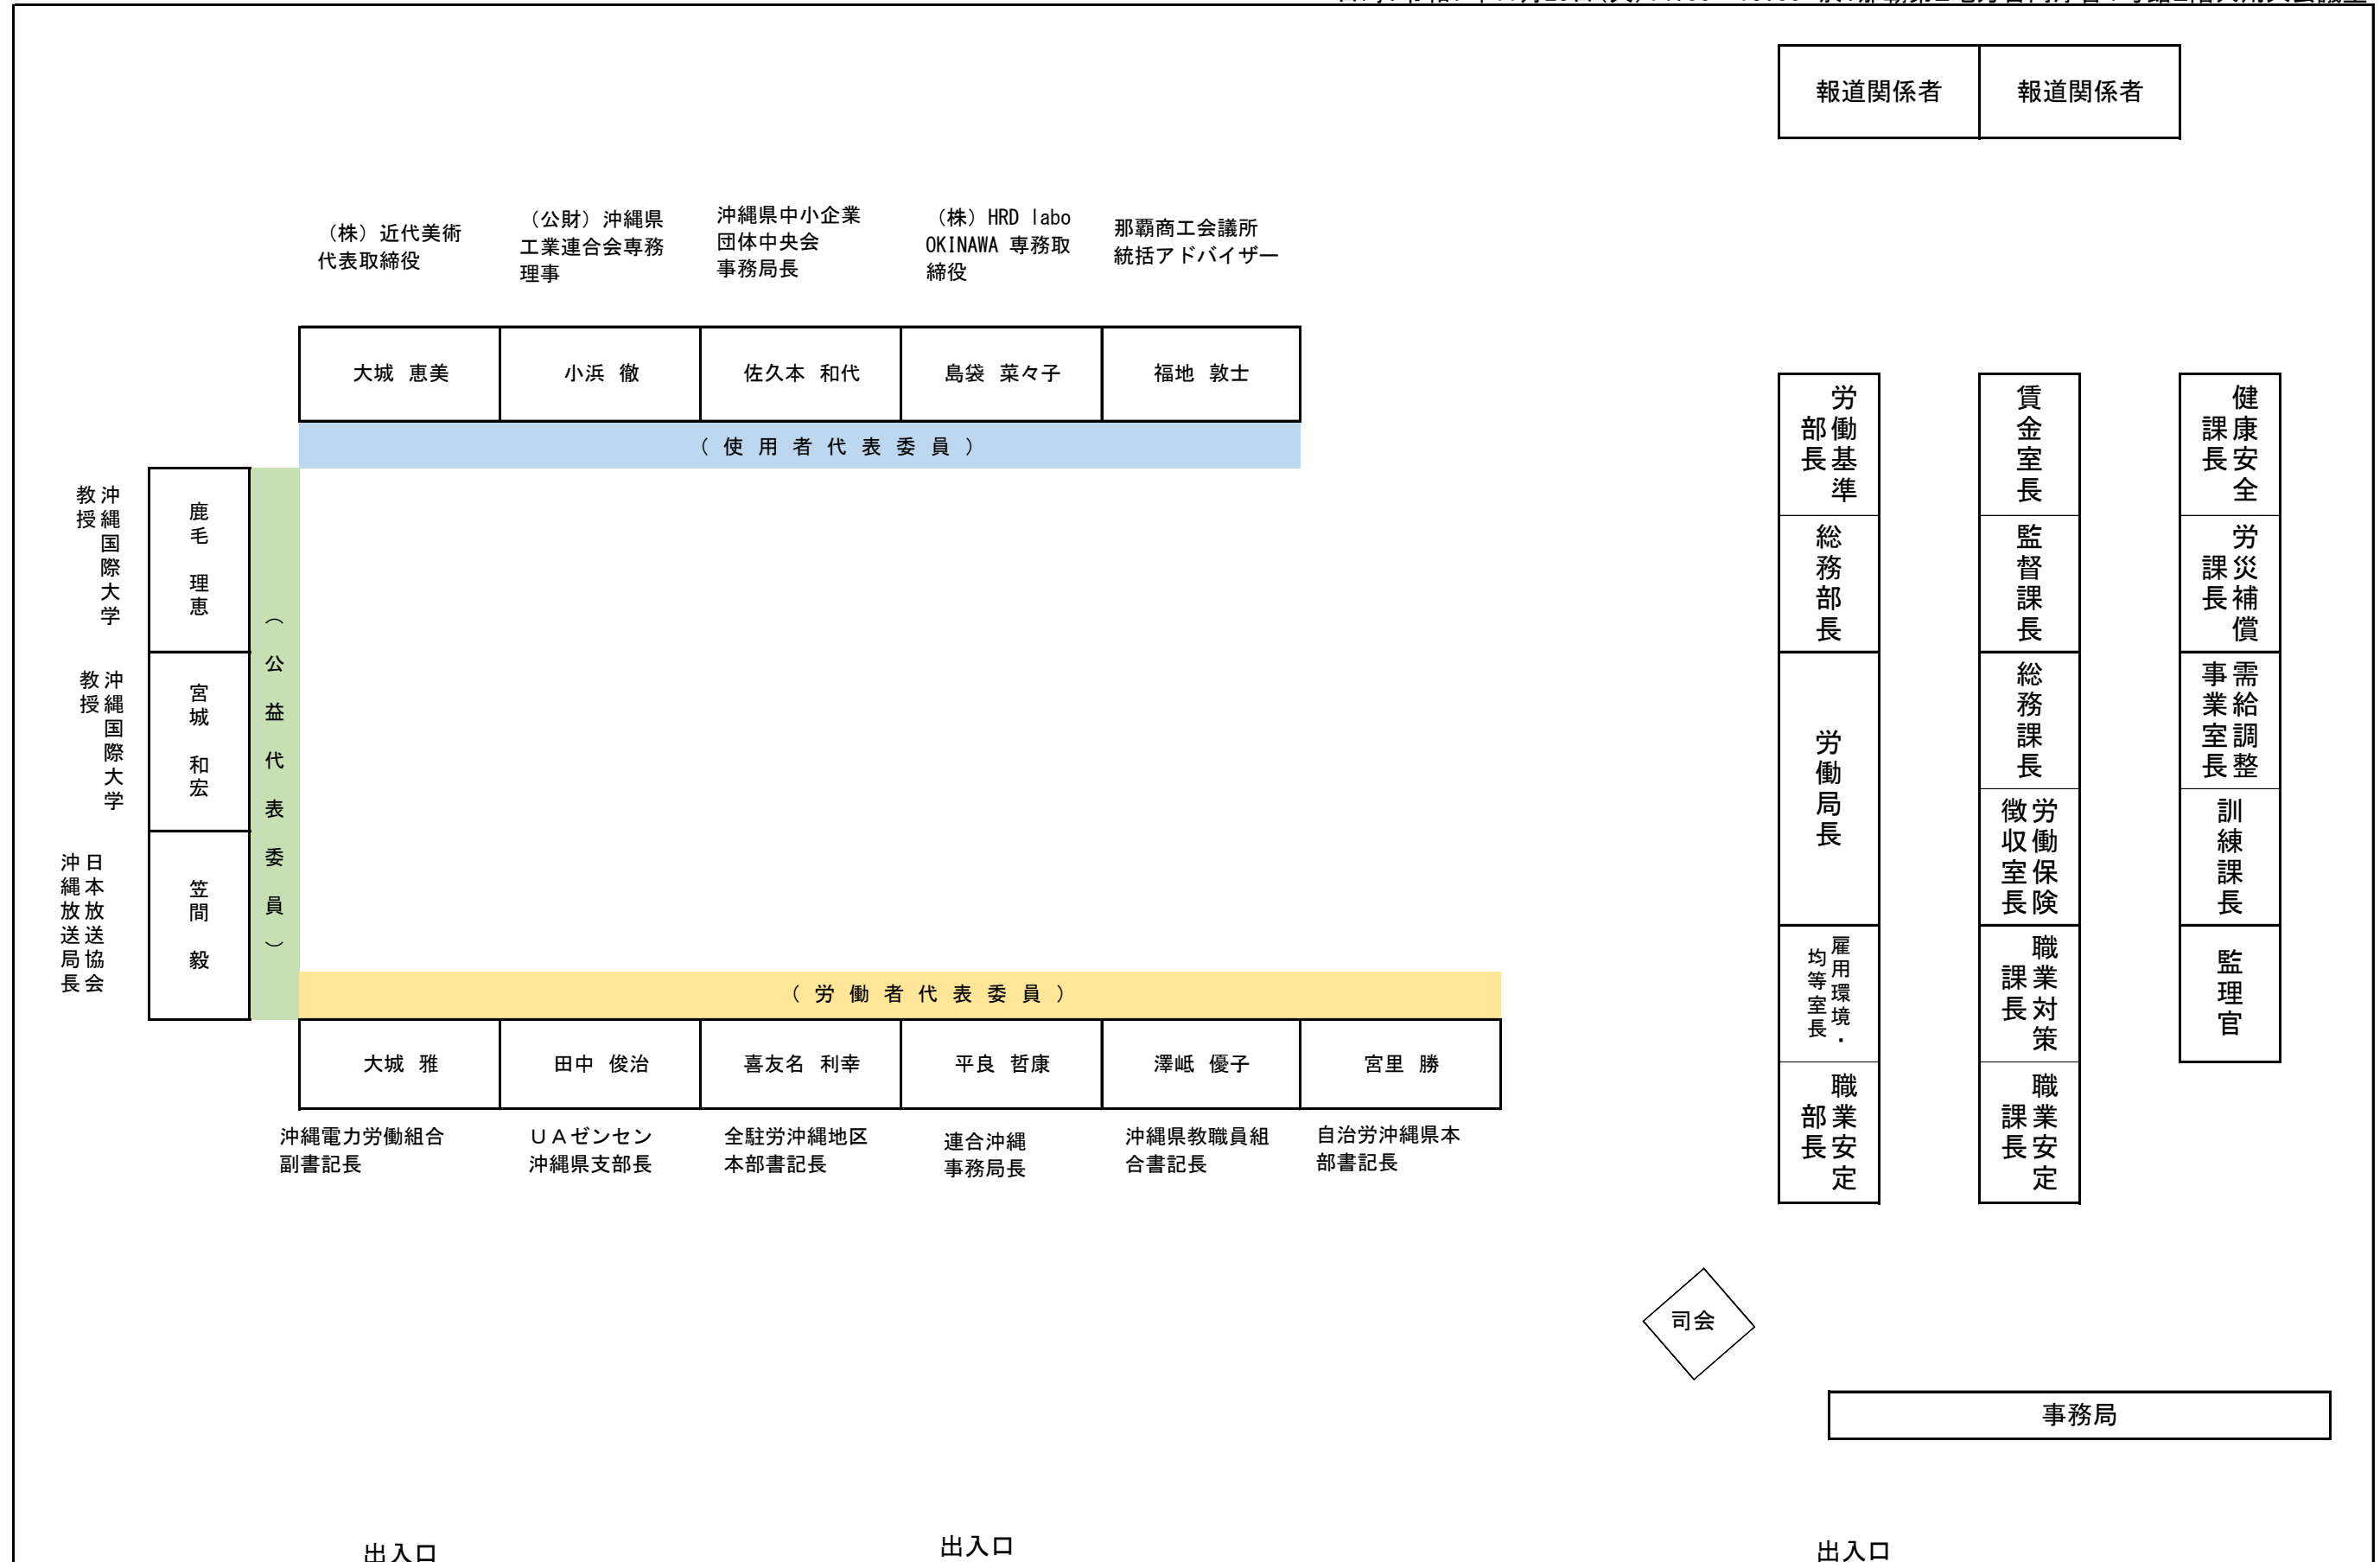 報道関係者
報道関係者
（株）近代美術
代表取締役
（公財）沖縄県
工業連合会専務
理事
沖縄県中小企業
団体中央会
事務局長
（株）HRD labo
OKINAWA 専務取
締役
那覇商工会議所
統括アドバイザー
大城 恵美
小浜 徹
佐久本 和代
島袋 菜々子
福地 敦士
（使用者代表委員）
沖縄国際大学
教授
鹿毛 理恵
沖縄国際大学
教授
宮城 和宏
日本放送協会
沖縄放送局長
笠間 毅
（公益代表委員）
（労働者代表委員）
大城 雅
田中 俊治
喜友名 利幸
平良 哲康
澤岻 優子
宮里 勝
沖縄電力労働組合
副書記長
ＵＡゼンセン
沖縄県支部長
全駐労沖縄地区
本部書記長
連合沖縄
事務局長
沖縄県教職員組
合書記長
自治労沖縄県本
部書記長
労働基準
部長
総務部長
労働局長
雇用環境・
均等室長
職業安定
部長
賃金室長
監督課長
総務課長
労働保険
徴収室長
職業対策
課長
職業安定
課長
健康安全
課長
労災補償
課長
需給調整
事業室長
訓練課長
監理官
司会
事務局
出入口
出入口
出入口